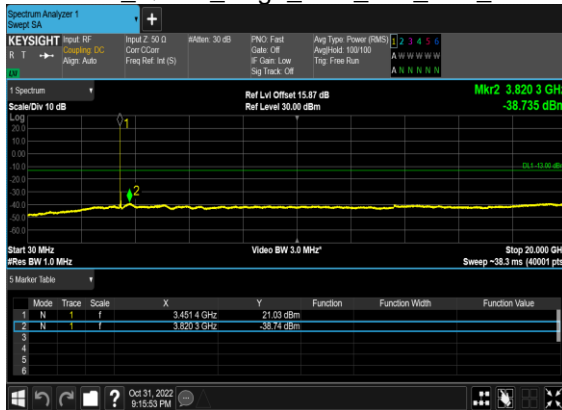 Spectrum Analyzer 1
Swept SA
KEYSIGHT Input: RF Input Z: 50 Ω #Atten: 30 dB PNO: Fast Avg Type: Power (RMS) 1 2 3 4 5 6
R T Coupling: DC Corr CCorr Gate: Off Avg|Hold: 100/100 A W W W W W
Align: Auto Freq Ref: Int (S) IF Gain: Low Trig: Free Run
Sig Track: Off A N N N N N
1 Spectrum Ref Lvl Offset 15.87 dB Mkr2 3.820 3 GHz
Scale/Div 10 dB Ref Level 30.00 dBm -38.735 dBm
Log
20.0
10.0
0.00
-10.0
-20.0
-30.0
-40.0
-50.0
-60.0
1
2
DL1 -13.00 dBm
Start 30 MHz Video BW 3.0 MHz* Stop 20.000 GH
#Res BW 1.0 MHz Sweep ~38.3 ms (40001 pts
5 Marker Table
Mode Trace Scale X Y Function Function Width Function Value
1 N 1 f 3.451 4 GHz 21.03 dBm
2 N 1 f 3.820 3 GHz -38.74 dBm
3
4
5
6
? Oct 31, 2022
9:15:53 PM